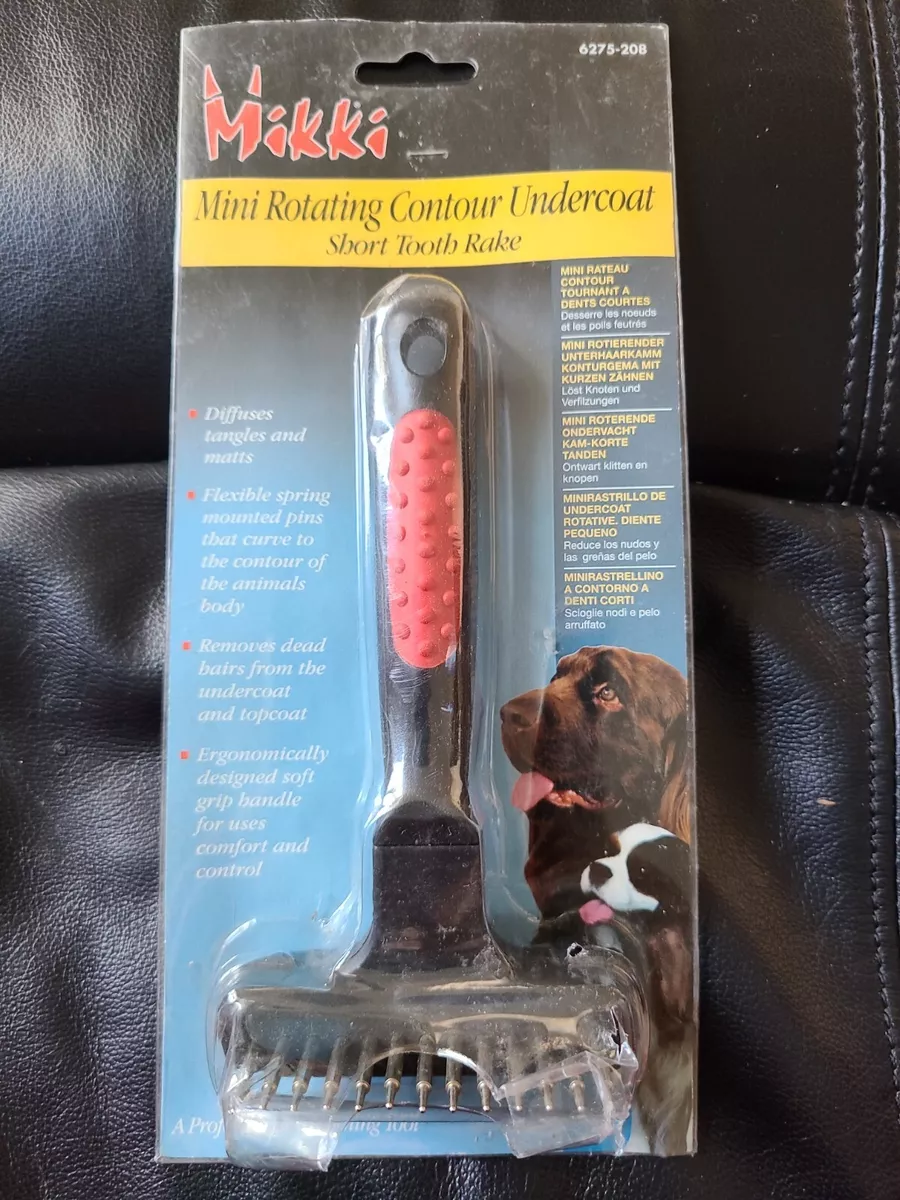 6275-208
Mikki
Mini Rotating Contour Undercoat
Short Tooth Rake
Diffuses
tangles and
matts
Flexible spring
mounted pins
that curve to
the contour of
the animals
body
Removes dead
hairs from the
undercoat
and topcoat
Ergonomically
designed soft
grip handle
for uses
comfort and
control
MINI RATEAU
CONTOUR
TOURNANT A
DENTS COURTES
Desserre les noeuds
et les poils feutrés
MINI ROTIERENDER
UNTERHAARKAMM
KONTURGEMA MIT
KURZEN ZÄHNEN
Löst Knoten und
Verfilzungen
MINI ROTERENDE
ONDERVACHT
KAM-KORTE
TANDEN
Ontwart klitten en
knopen
MINIRASTRILLO DE
UNDERCOAT
ROTATIVE. DIENTE
PEQUENO
Reduce los nudos y
las greñas del pelo
MINIRASTRELLINO
A CONTORNO A
DENTI CORTI
Scioglie nodi e pelo
arruffato
A Tool